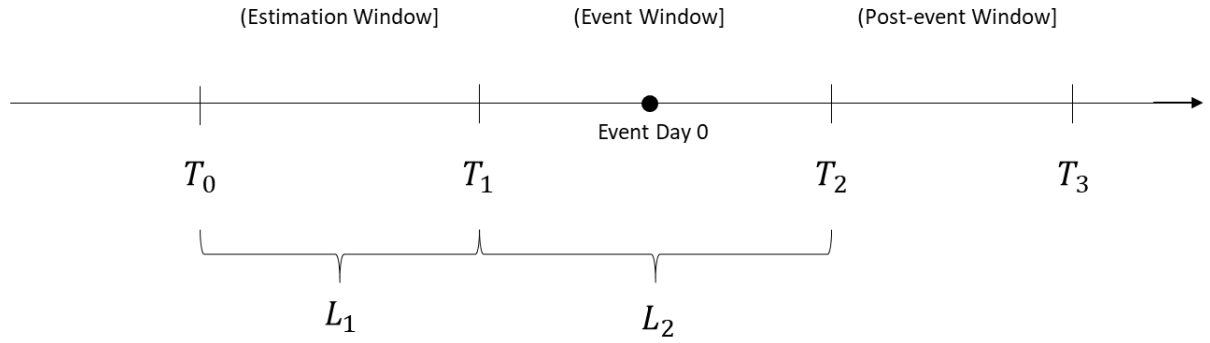 (Estimation Window] (Event Window] (Post-event Window]
Event Day 0
T₀ T₁ T₂ T₃
L₁ L₂